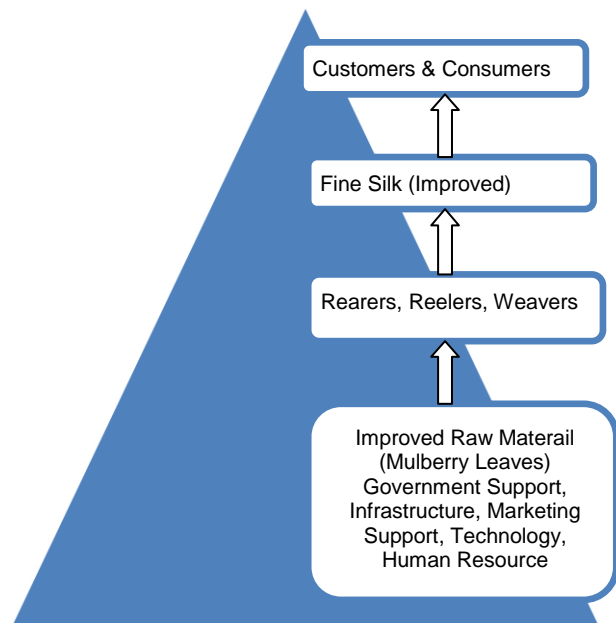 Customers & Consumers
Fine Silk (Improved)
Rearers, Reelers, Weavers
Improved Raw Materail
(Mulberry Leaves)
Government Support,
Infrastructure, Marketing
Support, Technology,
Human Resource